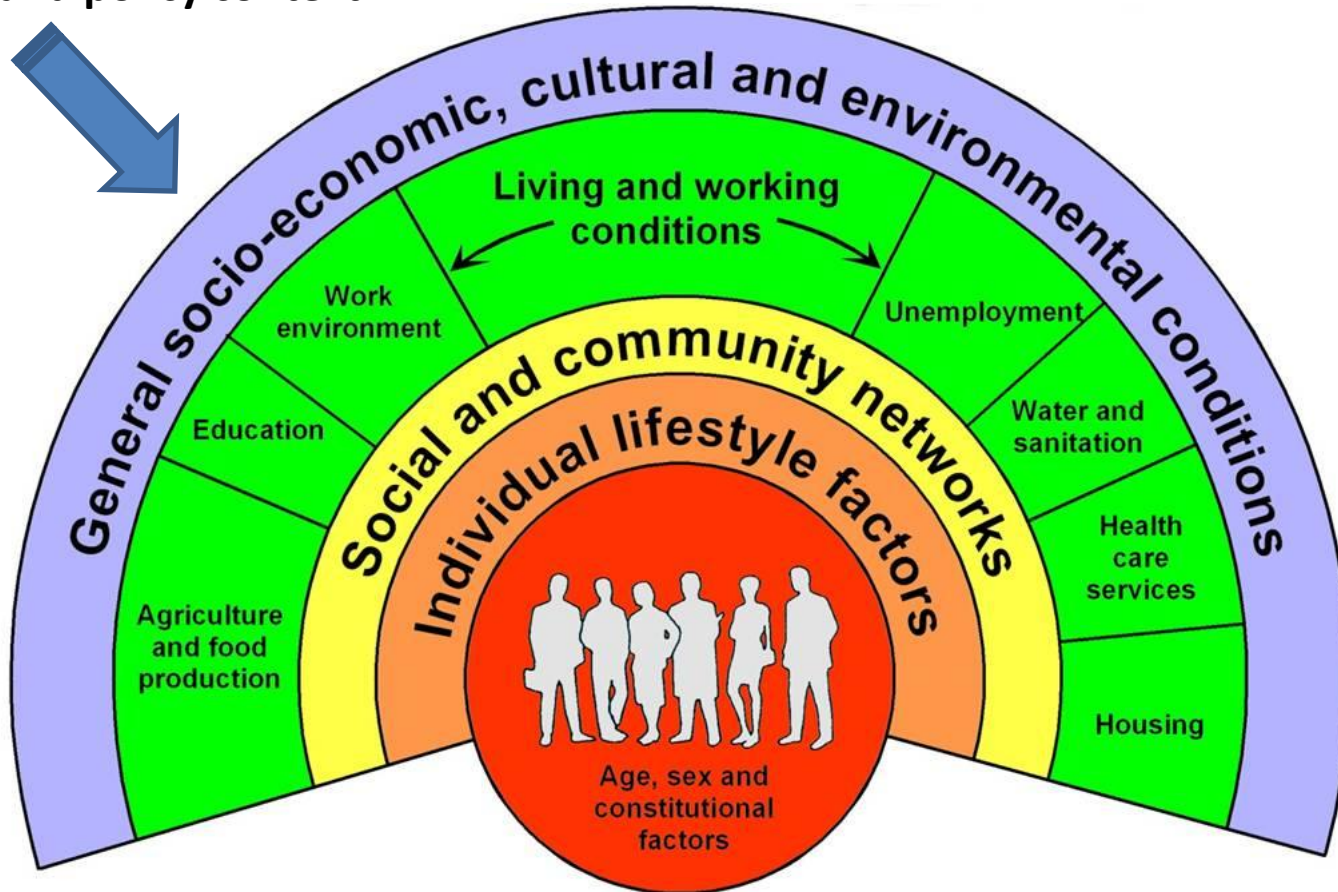 General socio-economic, cultural and environmental conditions
Living and working
conditions
Work
environment
Unemployment
Education
Water and
sanitation
Agriculture
and food
production
Health
care
services
Housing
Social and community networks
Individual lifestyle factors
Age, sex and
constitutional
factors